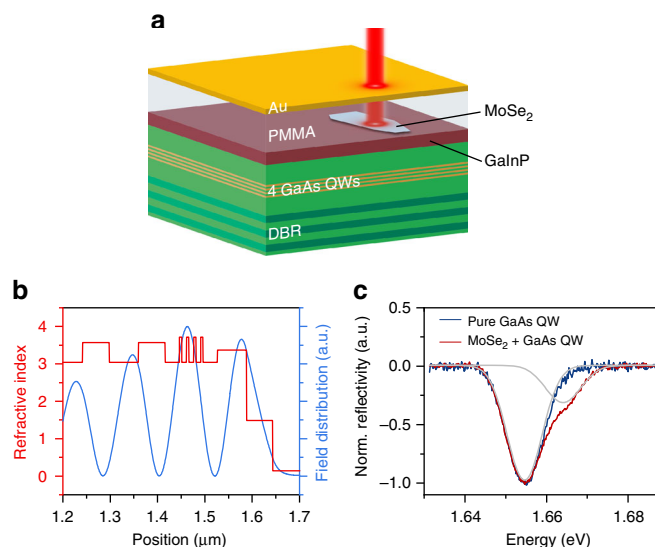 a
Au
PMMA
MoSe2
GaInP
4 GaAs QWs
DBR
b
Refractive index
4
3
2
1
0
1.2 1.3 1.4 1.5 1.6 1.7
Position (μm)
Field distribution (a.u.)
c
Norm. reflectivity (a.u.)
0.5
0.0
–0.5
–1.0
Pure GaAs QW
MoSe2 + GaAs QW
1.64 1.66 1.68
Energy (eV)